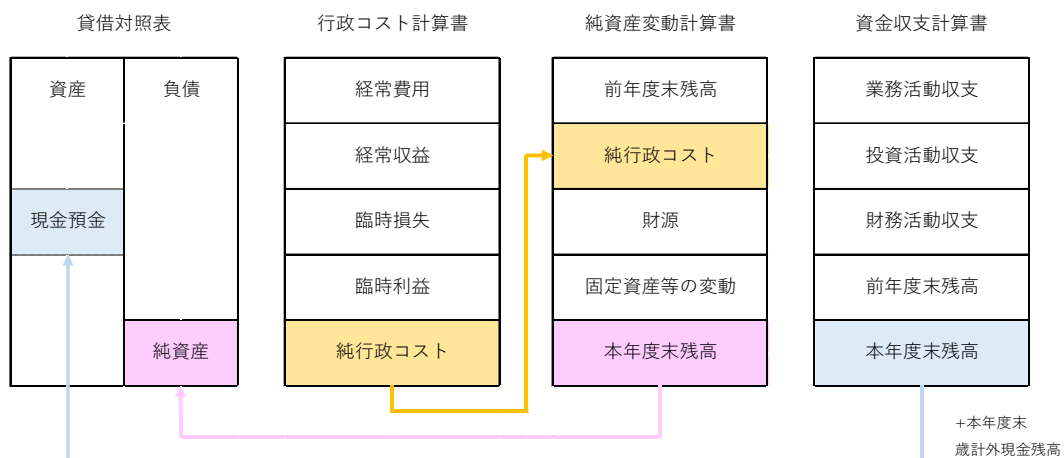 貸借対照表
資産
負債
現金預金
純資産
行政コスト計算書
経常費用
経常収益
臨時損失
臨時利益
純行政コスト
純資産変動計算書
前年度末残高
純行政コスト
財源
固定資産等の変動
本年度末残高
資金収支計算書
業務活動収支
投資活動収支
財務活動収支
前年度末残高
本年度末残高
+本年度末
歳計外現金残高